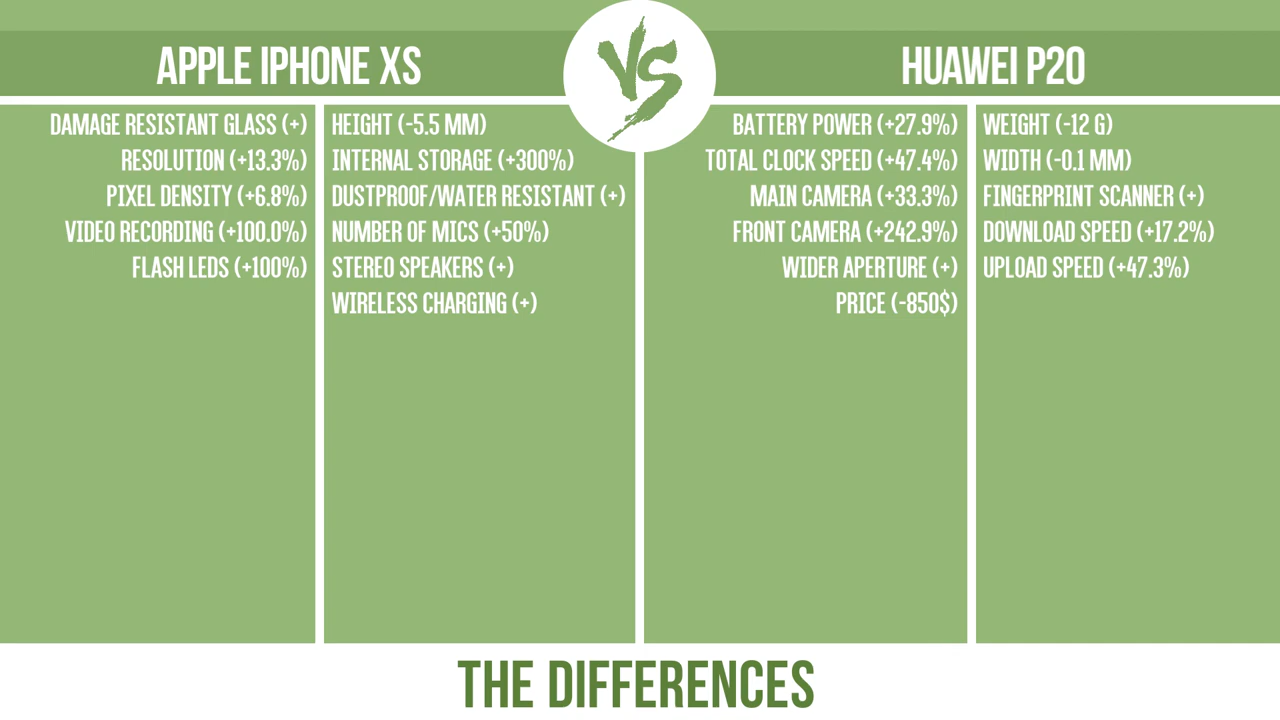 VS
APPLE IPHONE XS
HUAWEI P20
DAMAGE RESISTANT GLASS (+)
RESOLUTION (+13.3%)
PIXEL DENSITY (+6.8%)
VIDEO RECORDING (+100.0%)
FLASH LEDS (+100%)
HEIGHT (-5.5 MM)
INTERNAL STORAGE (+300%)
DUSTPROOF/WATER RESISTANT (+)
NUMBER OF MICS (+50%)
STEREO SPEAKERS (+)
WIRELESS CHARGING (+)
BATTERY POWER (+27.9%)
TOTAL CLOCK SPEED (+47.4%)
MAIN CAMERA (+33.3%)
FRONT CAMERA (+242.9%)
WIDER APERTURE (+)
PRICE (-850$)
WEIGHT (-12 G)
WIDTH (-0.1 MM)
FINGERPRINT SCANNER (+)
DOWNLOAD SPEED (+17.2%)
UPLOAD SPEED (+47.3%)
THE DIFFERENCES